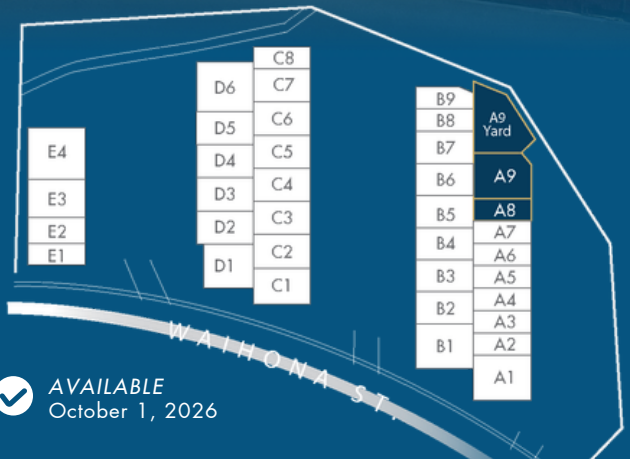 E4
E3
E2
E1
D6
D5
D4
D3
D2
D1
C8
C7
C6
C5
C4
C3
C2
C1
B9
B8
B7
B6
B5
B4
B3
B2
B1
A9
Yard
A9
A8
A7
A6
A5
A4
A3
A2
A1
WAIHONA ST.
AVAILABLE
October 1, 2026